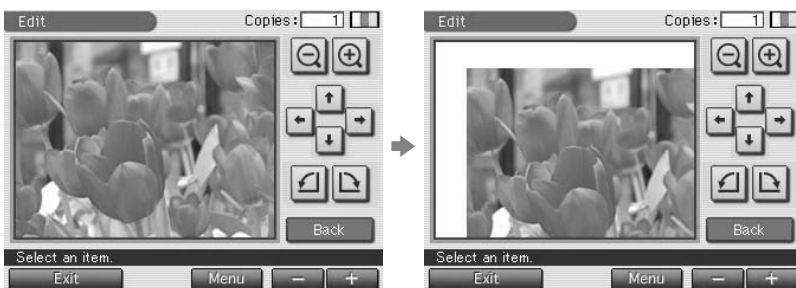 Edit Copies: 1
Back
Select an item.
Exit Menu − +
Edit Copies: 1
Back
Select an item.
Exit Menu − +